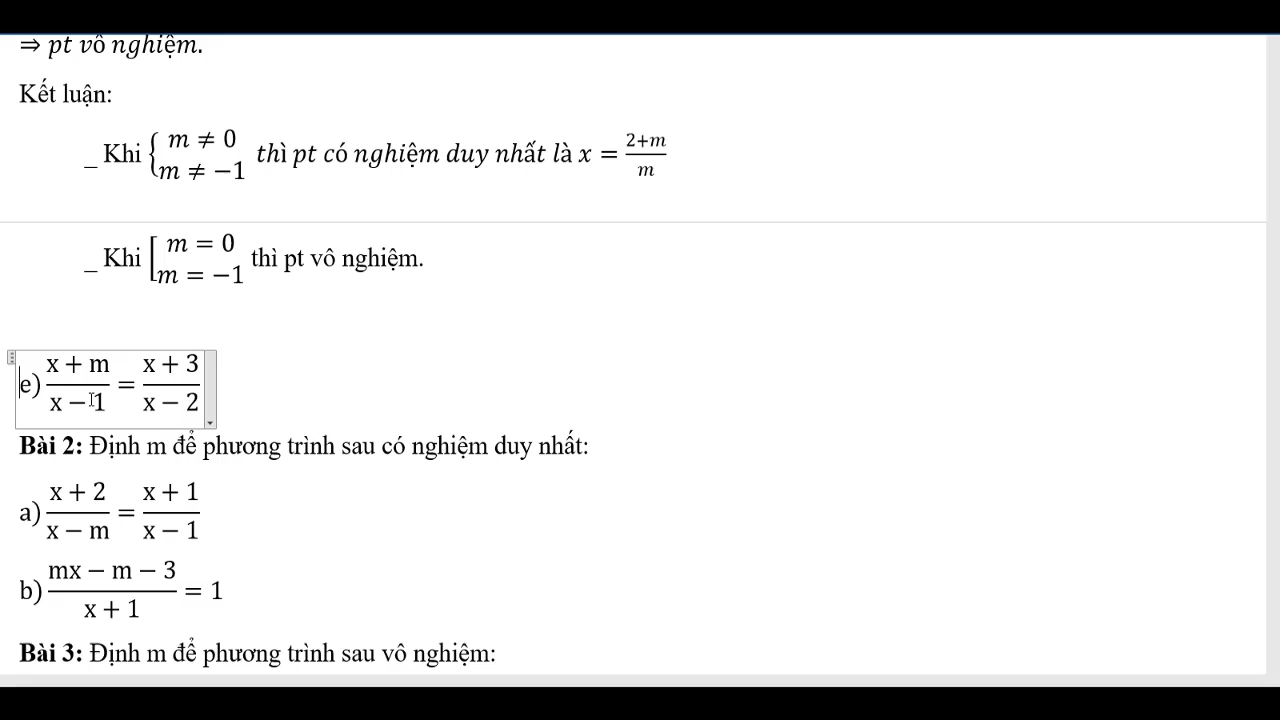 ⇒ pt vô nghiệm.
Kết luận:
_ Khi { m ≠ 0 m ≠ −1 thì pt có nghiệm duy nhất là x = (2+m)/m
_ Khi [ m = 0 m = −1 thì pt vô nghiệm.
e) (x + m)/(x − 1) = (x + 3)/(x − 2)
Bài 2: Định m để phương trình sau có nghiệm duy nhất:
a) (x + 2)/(x − m) = (x + 1)/(x − 1)
b) (mx − m − 3)/(x + 1) = 1
Bài 3: Định m để phương trình sau vô nghiệm: